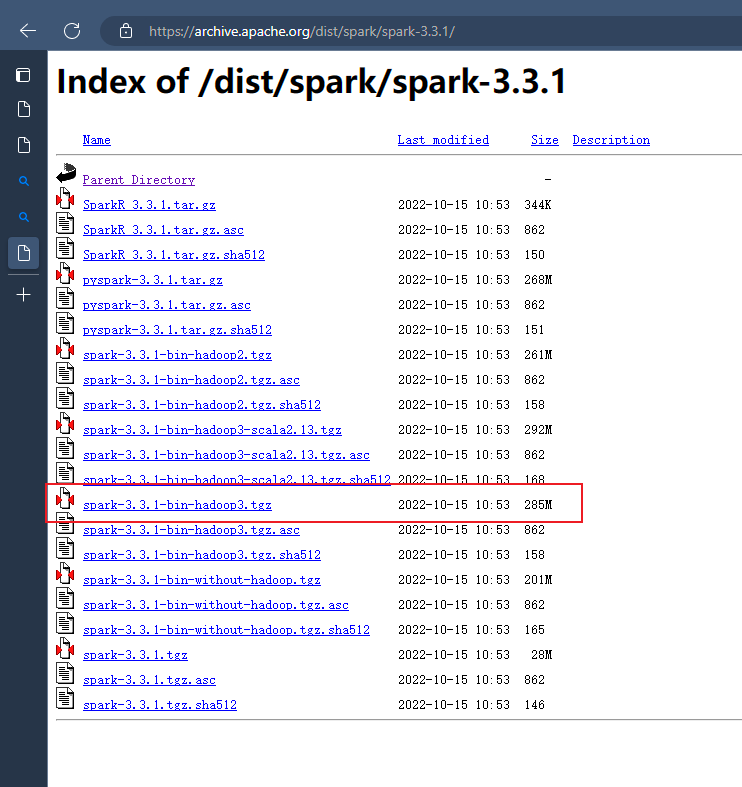 https://archive.apache.org/dist/spark/spark-3.3.1/
Index of /dist/spark/spark-3.3.1
Name Last modified Size Description
Parent Directory -
SparkR_3.3.1.tar.gz 2022-10-15 10:53 344K
SparkR_3.3.1.tar.gz.asc 2022-10-15 10:53 862
SparkR_3.3.1.tar.gz.sha512 2022-10-15 10:53 150
pyspark-3.3.1.tar.gz 2022-10-15 10:53 268M
pyspark-3.3.1.tar.gz.asc 2022-10-15 10:53 862
pyspark-3.3.1.tar.gz.sha512 2022-10-15 10:53 151
spark-3.3.1-bin-hadoop2.tgz 2022-10-15 10:53 261M
spark-3.3.1-bin-hadoop2.tgz.asc 2022-10-15 10:53 862
spark-3.3.1-bin-hadoop2.tgz.sha512 2022-10-15 10:53 158
spark-3.3.1-bin-hadoop3-scala2.13.tgz 2022-10-15 10:53 292M
spark-3.3.1-bin-hadoop3-scala2.13.tgz.asc 2022-10-15 10:53 862
spark-3.3.1-bin-hadoop3-scala2.13.tgz.sha512 2022-10-15 10:53 168
spark-3.3.1-bin-hadoop3.tgz 2022-10-15 10:53 285M
spark-3.3.1-bin-hadoop3.tgz.asc 2022-10-15 10:53 862
spark-3.3.1-bin-hadoop3.tgz.sha512 2022-10-15 10:53 158
spark-3.3.1-bin-without-hadoop.tgz 2022-10-15 10:53 201M
spark-3.3.1-bin-without-hadoop.tgz.asc 2022-10-15 10:53 862
spark-3.3.1-bin-without-hadoop.tgz.sha512 2022-10-15 10:53 165
spark-3.3.1.tgz 2022-10-15 10:53 28M
spark-3.3.1.tgz.asc 2022-10-15 10:53 862
spark-3.3.1.tgz.sha512 2022-10-15 10:53 146